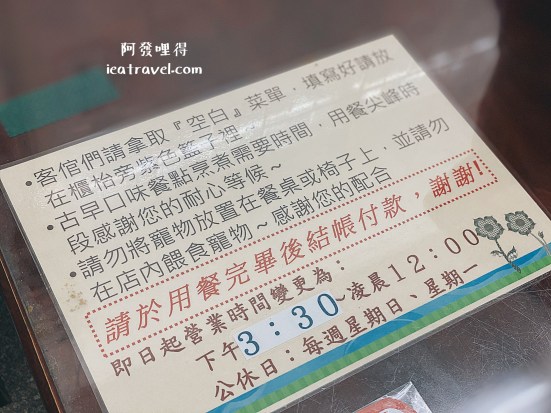 阿發哩得
ieatravel.com
•客倌們請拿取『空白』菜單，填寫好請放
在櫃枱旁紫色籃子裡。
•古早口味餐點烹煮需要時間，用餐尖峰時
段感謝您的耐心等候~
•請勿將寵物放置在餐桌或椅子上，並請勿
在店內餵食寵物~感謝您的配合
請於用餐完畢後結帳付款，謝謝！
即日起營業時間變更為：
下午3:30~凌晨12:00
公休日：每週星期日、星期一